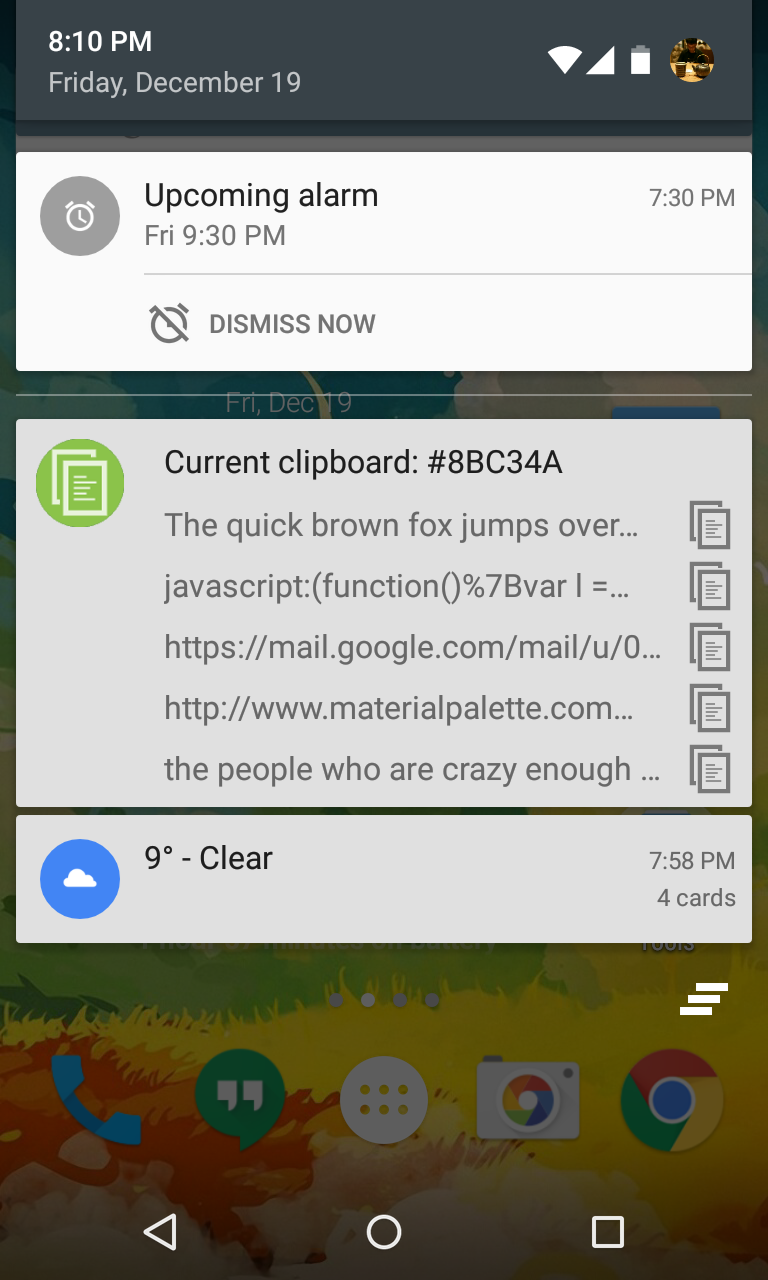 8:10 PM
Friday, December 19
Upcoming alarm
7:30 PM
Fri 9:30 PM
DISMISS NOW
Fri, Dec 19
Current clipboard: #8BC34A
The quick brown fox jumps over…
javascript:(function()%7Bvar l =…
https://mail.google.com/mail/u/0…
http://www.materialpalette.com…
the people who are crazy enough …
9° - Clear
7:58 PM
4 cards
Tools